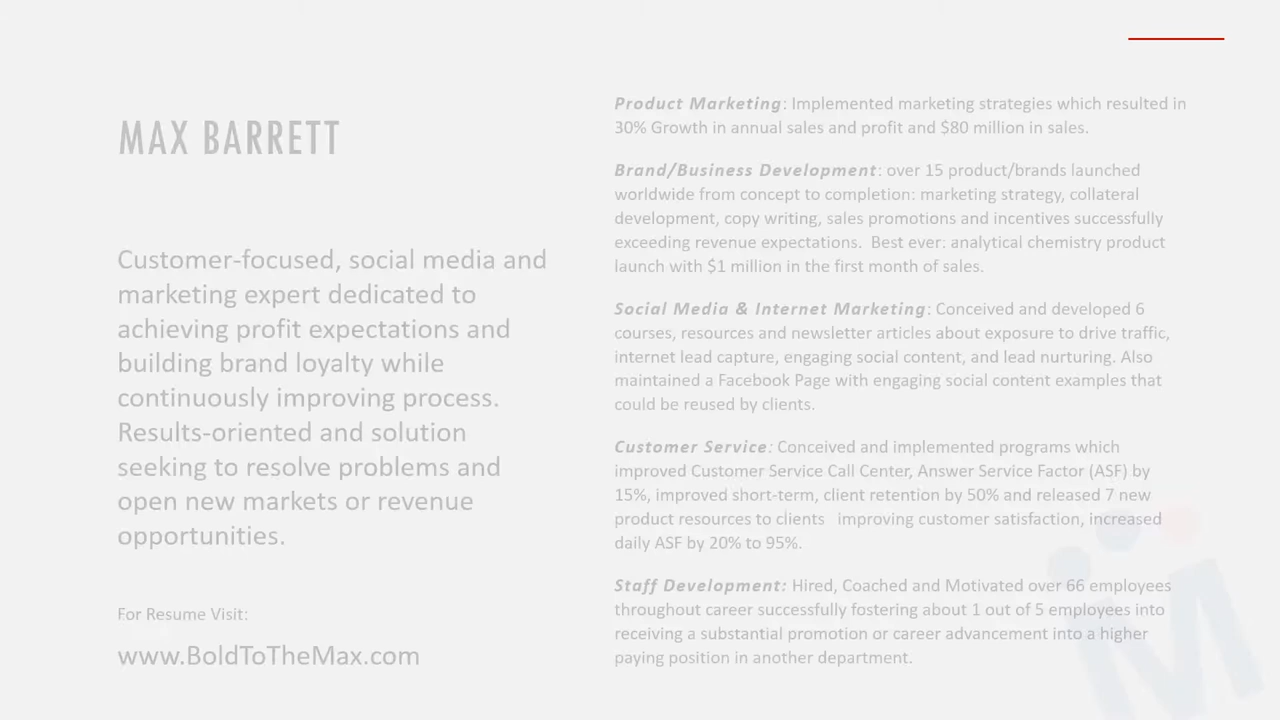 MAX BARRETT
Customer-focused, social media and
marketing expert dedicated to
achieving profit expectations and
building brand loyalty while
continuously improving process.
Results-oriented and solution
seeking to resolve problems and
open new markets or revenue
opportunities.
For Resume Visit:
www.BoldToTheMax.com
Product Marketing: Implemented marketing strategies which resulted in
30% Growth in annual sales and profit and $80 million in sales.
Brand/Business Development: over 15 product/brands launched
worldwide from concept to completion: marketing strategy, collateral
development, copy writing, sales promotions and incentives successfully
exceeding revenue expectations.  Best ever: analytical chemistry product
launch with $1 million in the first month of sales.
Social Media & Internet Marketing: Conceived and developed 6
courses, resources and newsletter articles about exposure to drive traffic,
internet lead capture, engaging social content, and lead nurturing. Also
maintained a Facebook Page with engaging social content examples that
could be reused by clients.
Customer Service: Conceived and implemented programs which
improved Customer Service Call Center, Answer Service Factor (ASF) by
15%, improved short-term, client retention by 50% and released 7 new
product resources to clients   improving customer satisfaction, increased
daily ASF by 20% to 95%.
Staff Development: Hired, Coached and Motivated over 66 employees
throughout career successfully fostering about 1 out of 5 employees into
receiving a substantial promotion or career advancement into a higher
paying position in another department.